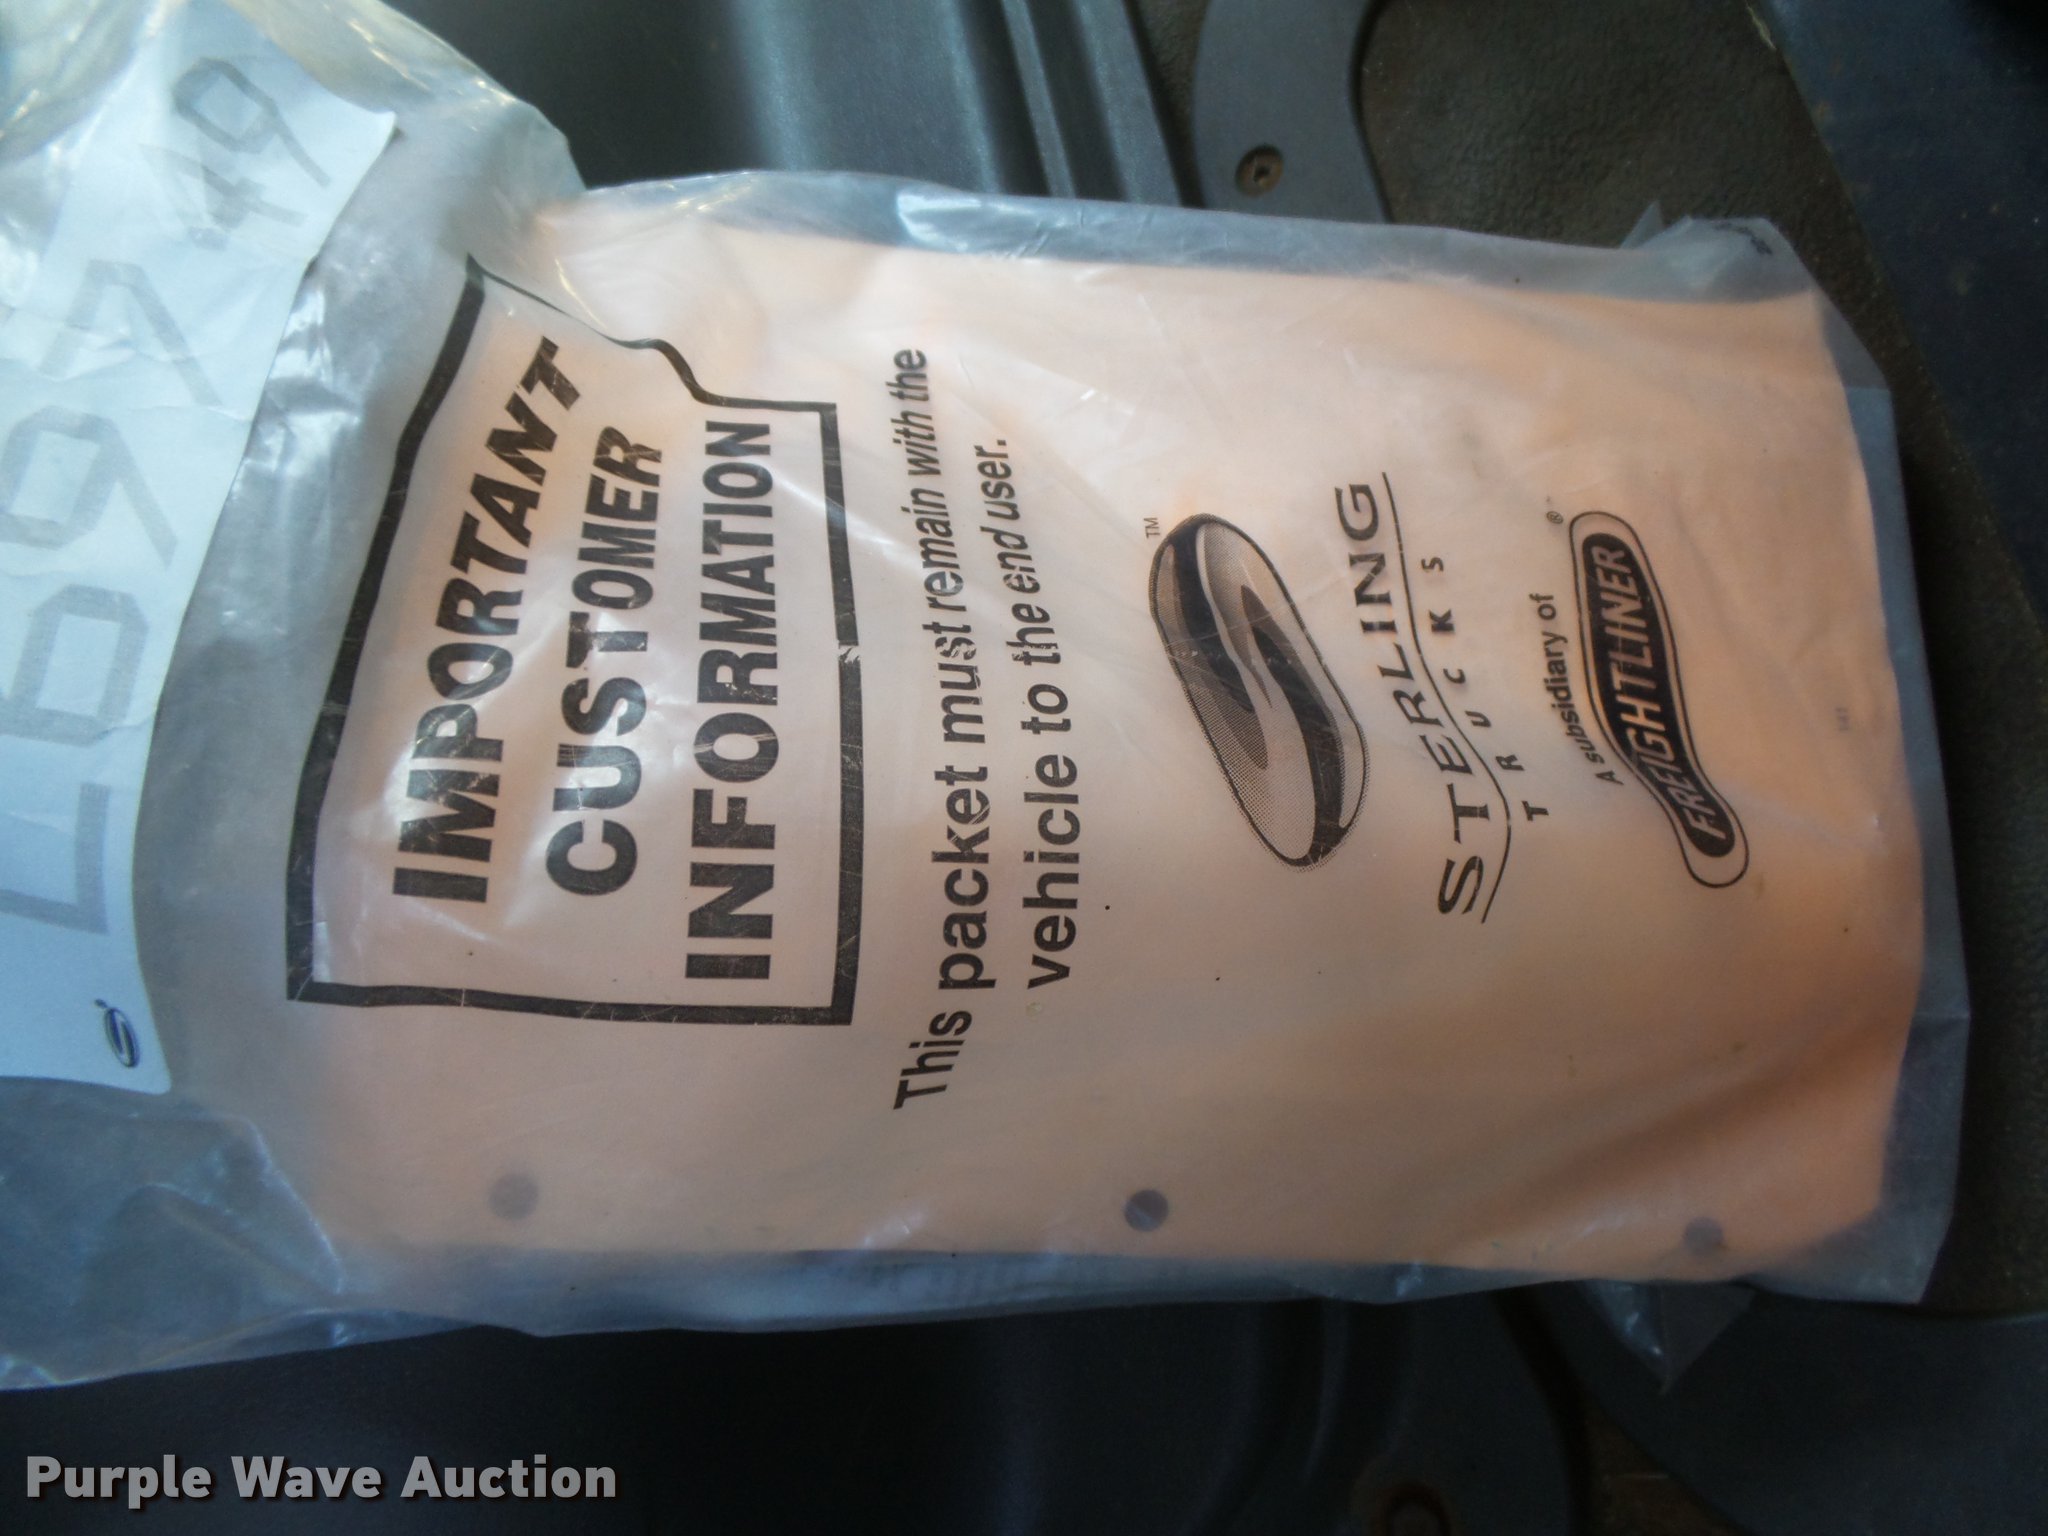 IMPORTANT
CUSTOMER
INFORMATION
This packet must remain with the
vehicle to the end user.
TM
STERLING
TRUCKS
A subsidiary of
FREIGHTLINER®
Purple Wave Auction